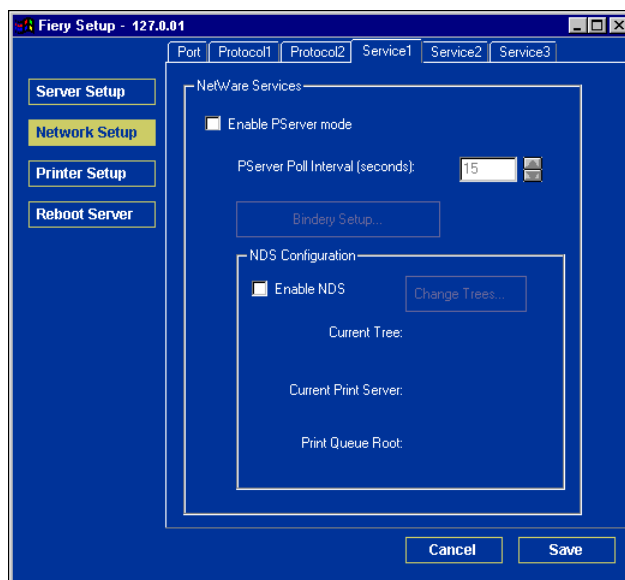 Fiery Setup - 127.0.01
Port Protocol1 Protocol2 Service1 Service2 Service3
Server Setup
Network Setup
Printer Setup
Reboot Server
NetWare Services
Enable PServer mode
PServer Poll Interval (seconds): 15
Bindery Setup...
NDS Configuration
Enable NDS Change Trees...
Current Tree:
Current Print Server:
Print Queue Root:
Cancel Save